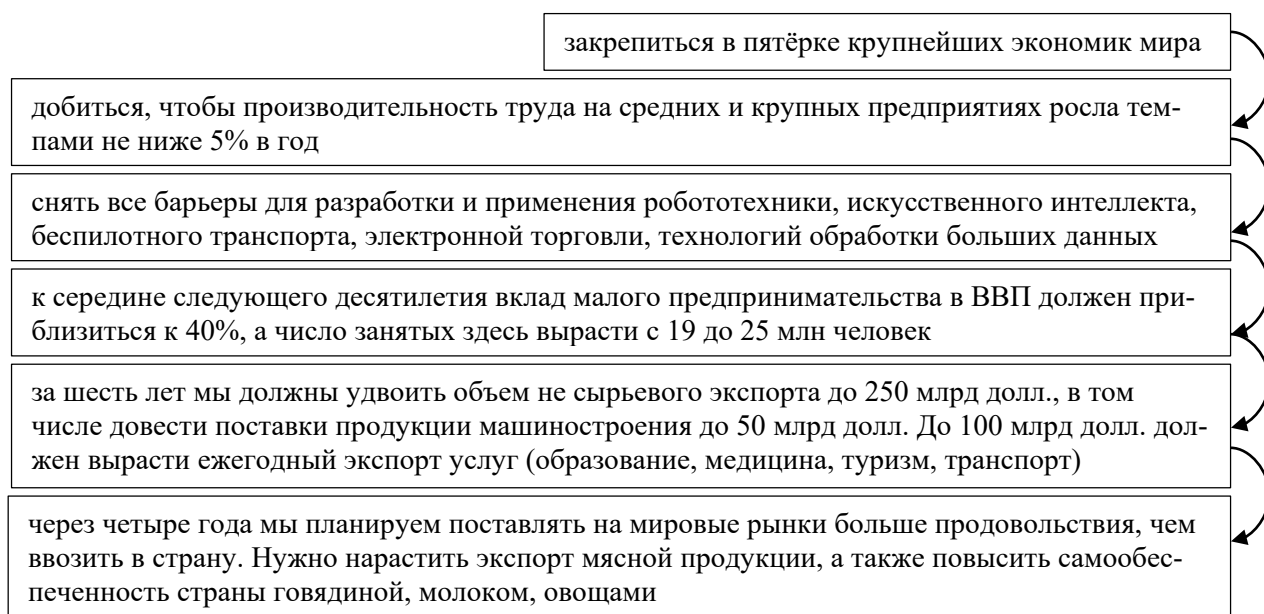 закрепиться в пятёрке крупнейших экономик мира
добиться, чтобы производительность труда на средних и крупных предприятиях росла тем-
пами не ниже 5% в год
снять все барьеры для разработки и применения робототехники, искусственного интеллекта,
беспилотного транспорта, электронной торговли, технологий обработки больших данных
к середине следующего десятилетия вклад малого предпринимательства в ВВП должен при-
близиться к 40%, а число занятых здесь вырасти с 19 до 25 млн человек
за шесть лет мы должны удвоить объем не сырьевого экспорта до 250 млрд долл., в том
числе довести поставки продукции машиностроения до 50 млрд долл. До 100 млрд долл. дол-
жен вырасти ежегодный экспорт услуг (образование, медицина, туризм, транспорт)
через четыре года мы планируем поставлять на мировые рынки больше продовольствия, чем
ввозить в страну. Нужно нарастить экспорт мясной продукции, а также повысить самообес-
печенность страны говядиной, молоком, овощами